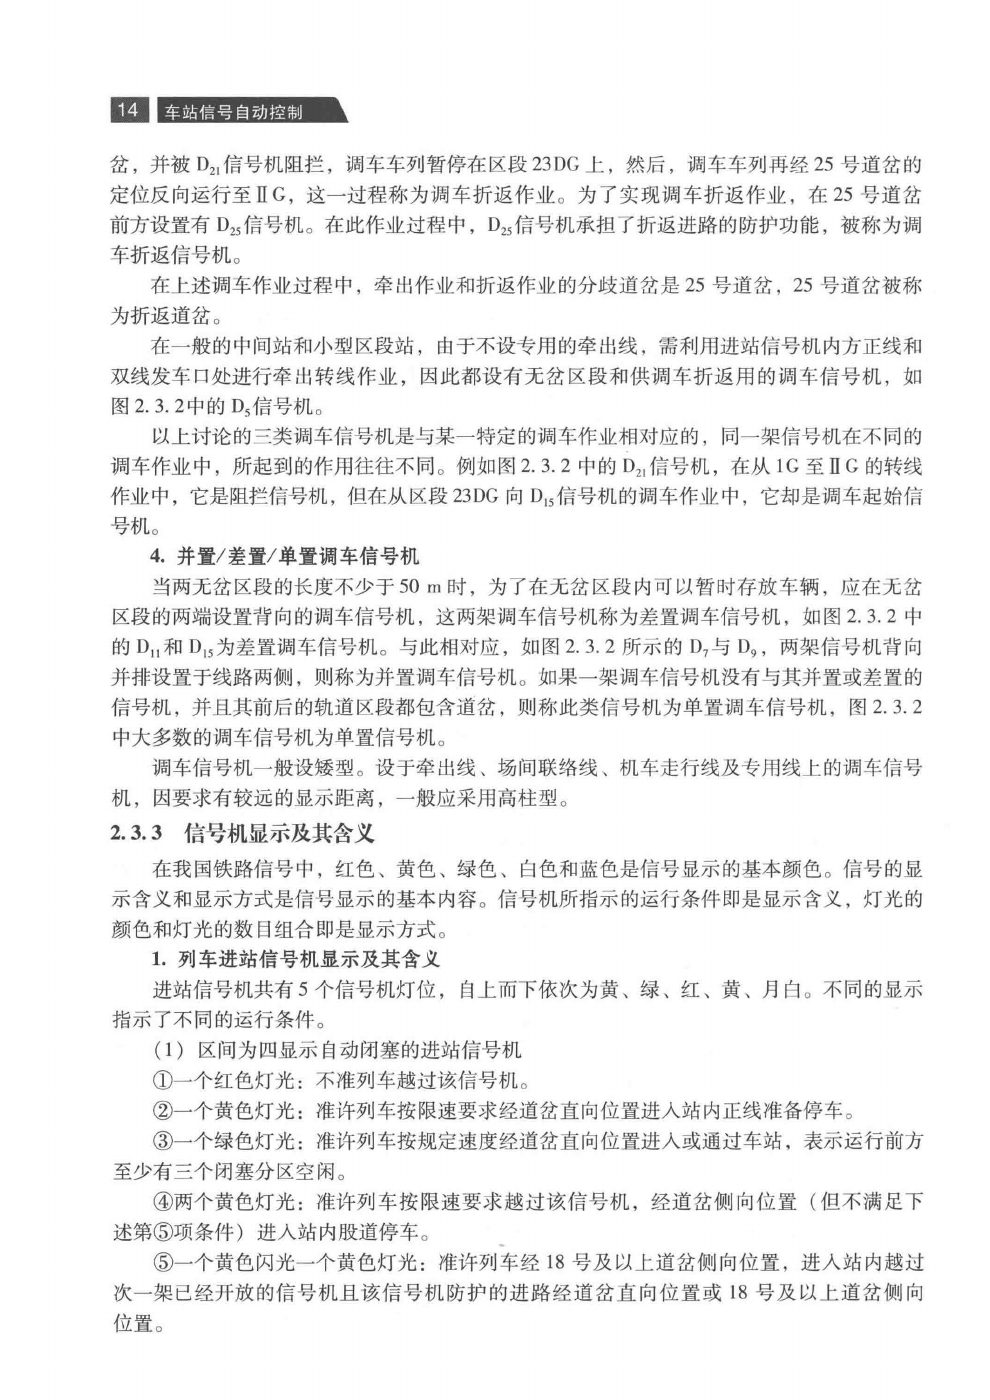 14 车站信号自动控制
岔，并被 D₂₁信号机阻拦，调车车列暂停在区段 23DG 上，然后，调车车列再经 25 号道岔的
定位反向运行至ⅡG，这一过程称为调车折返作业。为了实现调车折返作业，在 25 号道岔
前方设置有 D₂₅信号机。在此作业过程中，D₂₅信号机承担了折返进路的防护功能，被称为调
车折返信号机。
在上述调车作业过程中，牵出作业和折返作业的分歧道岔是 25 号道岔，25 号道岔被称
为折返道岔。
在一般的中间站和小型区段站，由于不设专用的牵出线，需利用进站信号机内方正线和
双线发车口处进行牵出转线作业，因此都设有无岔区段和供调车折返用的调车信号机，如
图 2.3.2中的 D₅信号机。
以上讨论的三类调车信号机是与某一特定的调车作业相对应的，同一架信号机在不同的
调车作业中，所起到的作用往往不同。例如图 2.3.2 中的 D₂₁信号机，在从 1G 至ⅡG 的转线
作业中，它是阻拦信号机，但在从区段 23DG 向 D₁₅信号机的调车作业中，它却是调车起始信
号机。
4. 并置/差置/单置调车信号机
当两无岔区段的长度不少于 50 m 时，为了在无岔区段内可以暂时存放车辆，应在无岔
区段的两端设置背向的调车信号机，这两架调车信号机称为差置调车信号机，如图 2.3.2 中
的 D₁₁和 D₁₅为差置调车信号机。与此相对应，如图 2.3.2 所示的 D₇与 D₉，两架信号机背向
并排设置于线路两侧，则称为并置调车信号机。如果一架调车信号机没有与其并置或差置的
信号机，并且其前后的轨道区段都包含道岔，则称此类信号机为单置调车信号机，图 2.3.2
中大多数的调车信号机为单置信号机。
调车信号机一般设矮型。设于牵出线、场间联络线、机车走行线及专用线上的调车信号
机，因要求有较远的显示距离，一般应采用高柱型。
2.3.3 信号机显示及其含义
在我国铁路信号中，红色、黄色、绿色、白色和蓝色是信号显示的基本颜色。信号的显
示含义和显示方式是信号显示的基本内容。信号机所指示的运行条件即是显示含义，灯光的
颜色和灯光的数目组合即是显示方式。
1. 列车进站信号机显示及其含义
进站信号机共有 5 个信号机灯位，自上而下依次为黄、绿、红、黄、月白。不同的显示
指示了不同的运行条件。
（1）区间为四显示自动闭塞的进站信号机
①一个红色灯光：不准列车越过该信号机。
②一个黄色灯光：准许列车按限速要求经道岔直向位置进入站内正线准备停车。
③一个绿色灯光：准许列车按规定速度经道岔直向位置进入或通过车站，表示运行前方
至少有三个闭塞分区空闲。
④两个黄色灯光：准许列车按限速要求越过该信号机，经道岔侧向位置（但不满足下
述第⑤项条件）进入站内股道停车。
⑤一个黄色闪光一个黄色灯光：准许列车经 18 号及以上道岔侧向位置，进入站内越过
次一架已经开放的信号机且该信号机防护的进路经道岔直向位置或 18 号及以上道岔侧向
位置。